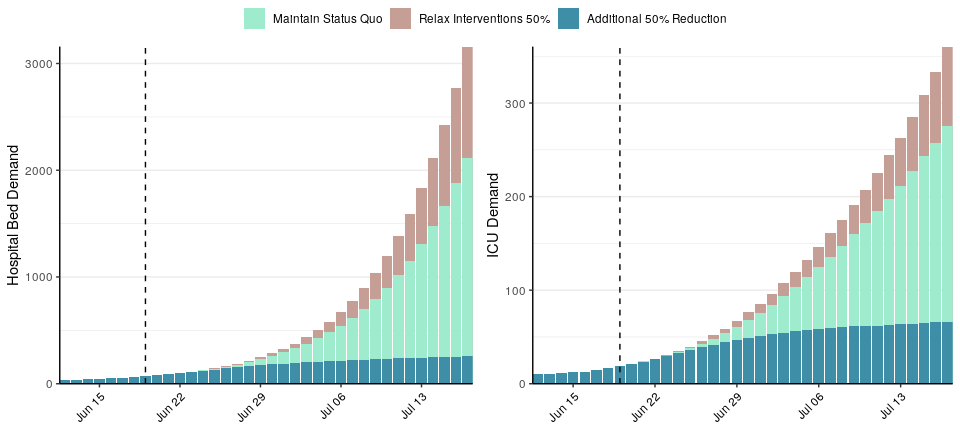 Maintain Status Quo Relax Interventions 50% Additional 50% Reduction
Hospital Bed Demand
3000
2000
1000
0
Jun 15 Jun 22 Jun 29 Jul 06 Jul 13
ICU Demand
300
200
100
0
Jun 15 Jun 22 Jun 29 Jul 06 Jul 13